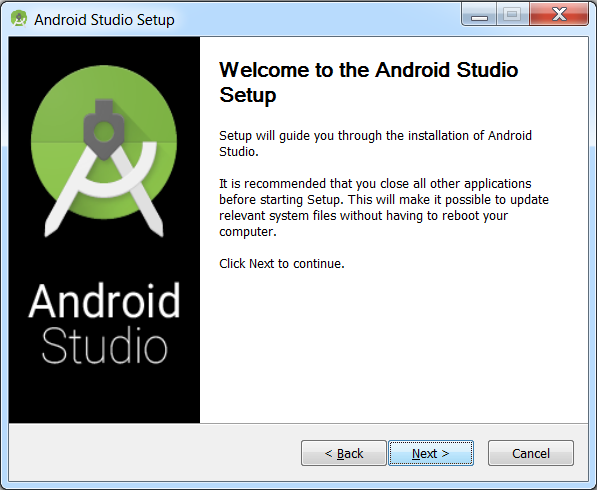 Android Studio Setup
Welcome to the Android Studio
Setup
Setup will guide you through the installation of Android
Studio.
It is recommended that you close all other applications
before starting Setup. This will make it possible to update
relevant system files without having to reboot your
computer.
Click Next to continue.
Android
Studio
< Back
Next >
Cancel